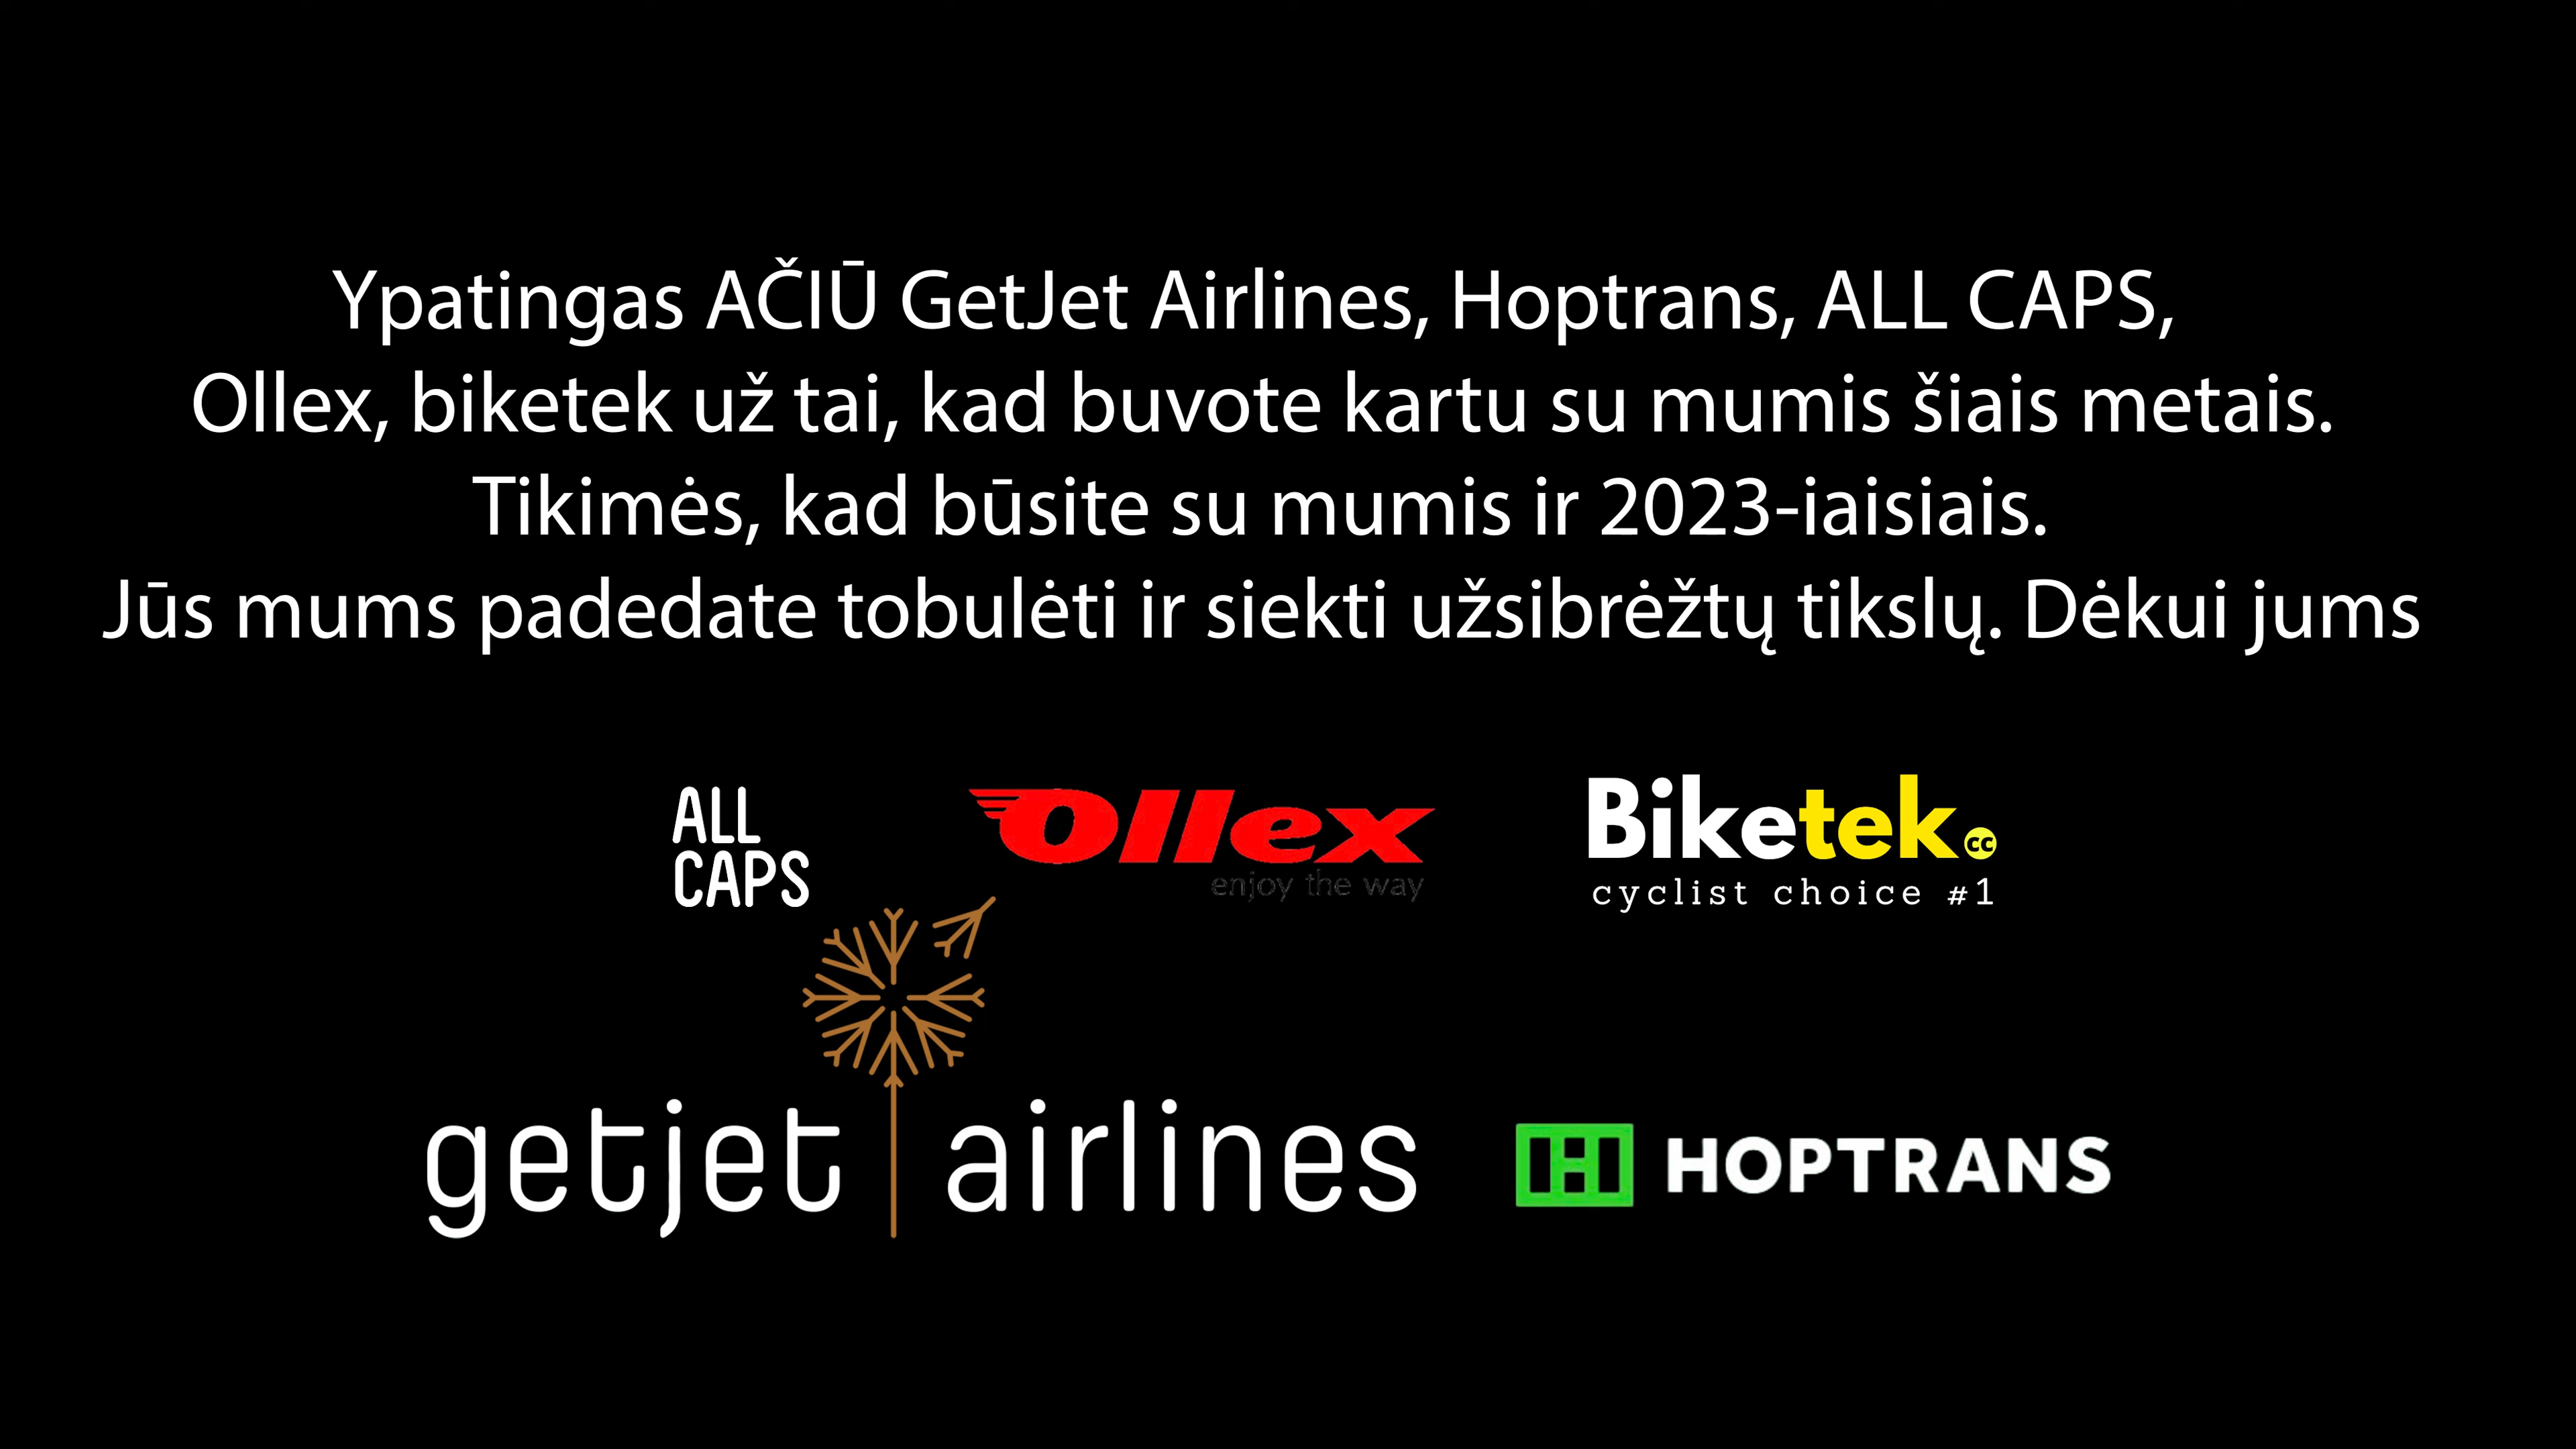 Ypatingas AČIŪ GetJet Airlines, Hoptrans, ALL CAPS,
Ollex, biketek už tai, kad buvote kartu su mumis šiais metais.
Tikimės, kad būsite su mumis ir 2023-iaisiais.
Jūs mums padedate tobulėti ir siekti užsibrėžtų tikslų. Dėkui jums
ALL
CAPS
Ollex
enjoy the way
Biketek.cc
cyclist choice #1
getjet airlines
HOPTRANS